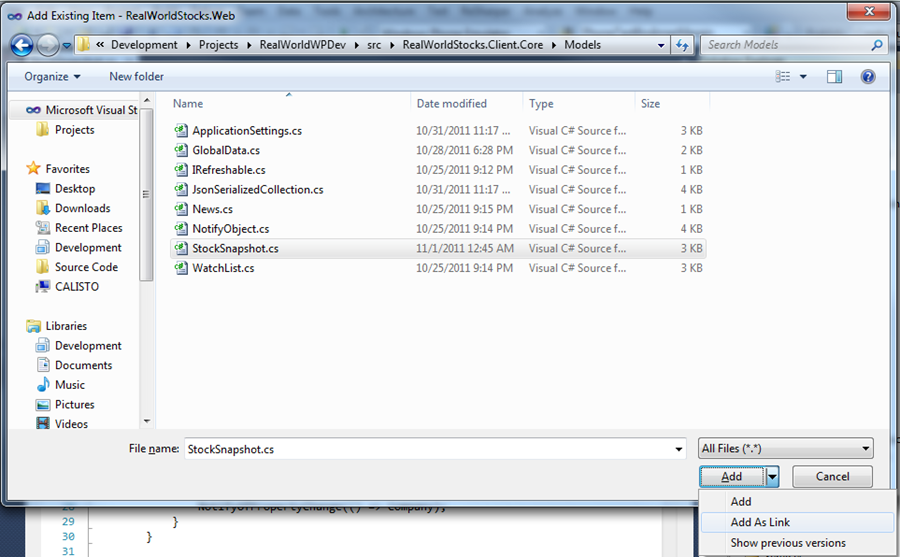 Add Existing Item - RealWorldStocks.Web
« Development Projects RealWorldWPDev src RealWorldStocks.Client.Core Models
Search Models
Organize New folder
Microsoft Visual St
Projects
Favorites
Desktop
Downloads
Recent Places
Development
Source Code
CALISTO
Libraries
Development
Documents
Music
Pictures
Videos
Name Date modified Type Size
ApplicationSettings.cs 10/31/2011 11:17 ... Visual C# Source f... 3 KB
GlobalData.cs 10/28/2011 6:28 PM Visual C# Source f... 2 KB
IRefreshable.cs 10/25/2011 9:12 PM Visual C# Source f... 1 KB
JsonSerializedCollection.cs 10/31/2011 11:17 ... Visual C# Source f... 4 KB
News.cs 10/25/2011 9:15 PM Visual C# Source f... 1 KB
NotifyObject.cs 10/25/2011 9:14 PM Visual C# Source f... 4 KB
StockSnapshot.cs 11/1/2011 12:45 AM Visual C# Source f... 3 KB
WatchList.cs 10/25/2011 9:14 PM Visual C# Source f... 3 KB
File name: StockSnapshot.cs
All Files (*.*)
Add Cancel
Add
Add As Link
Show previous versions
28 NotifyOfPropertyChange(() => Company);
29 }
30 }
31